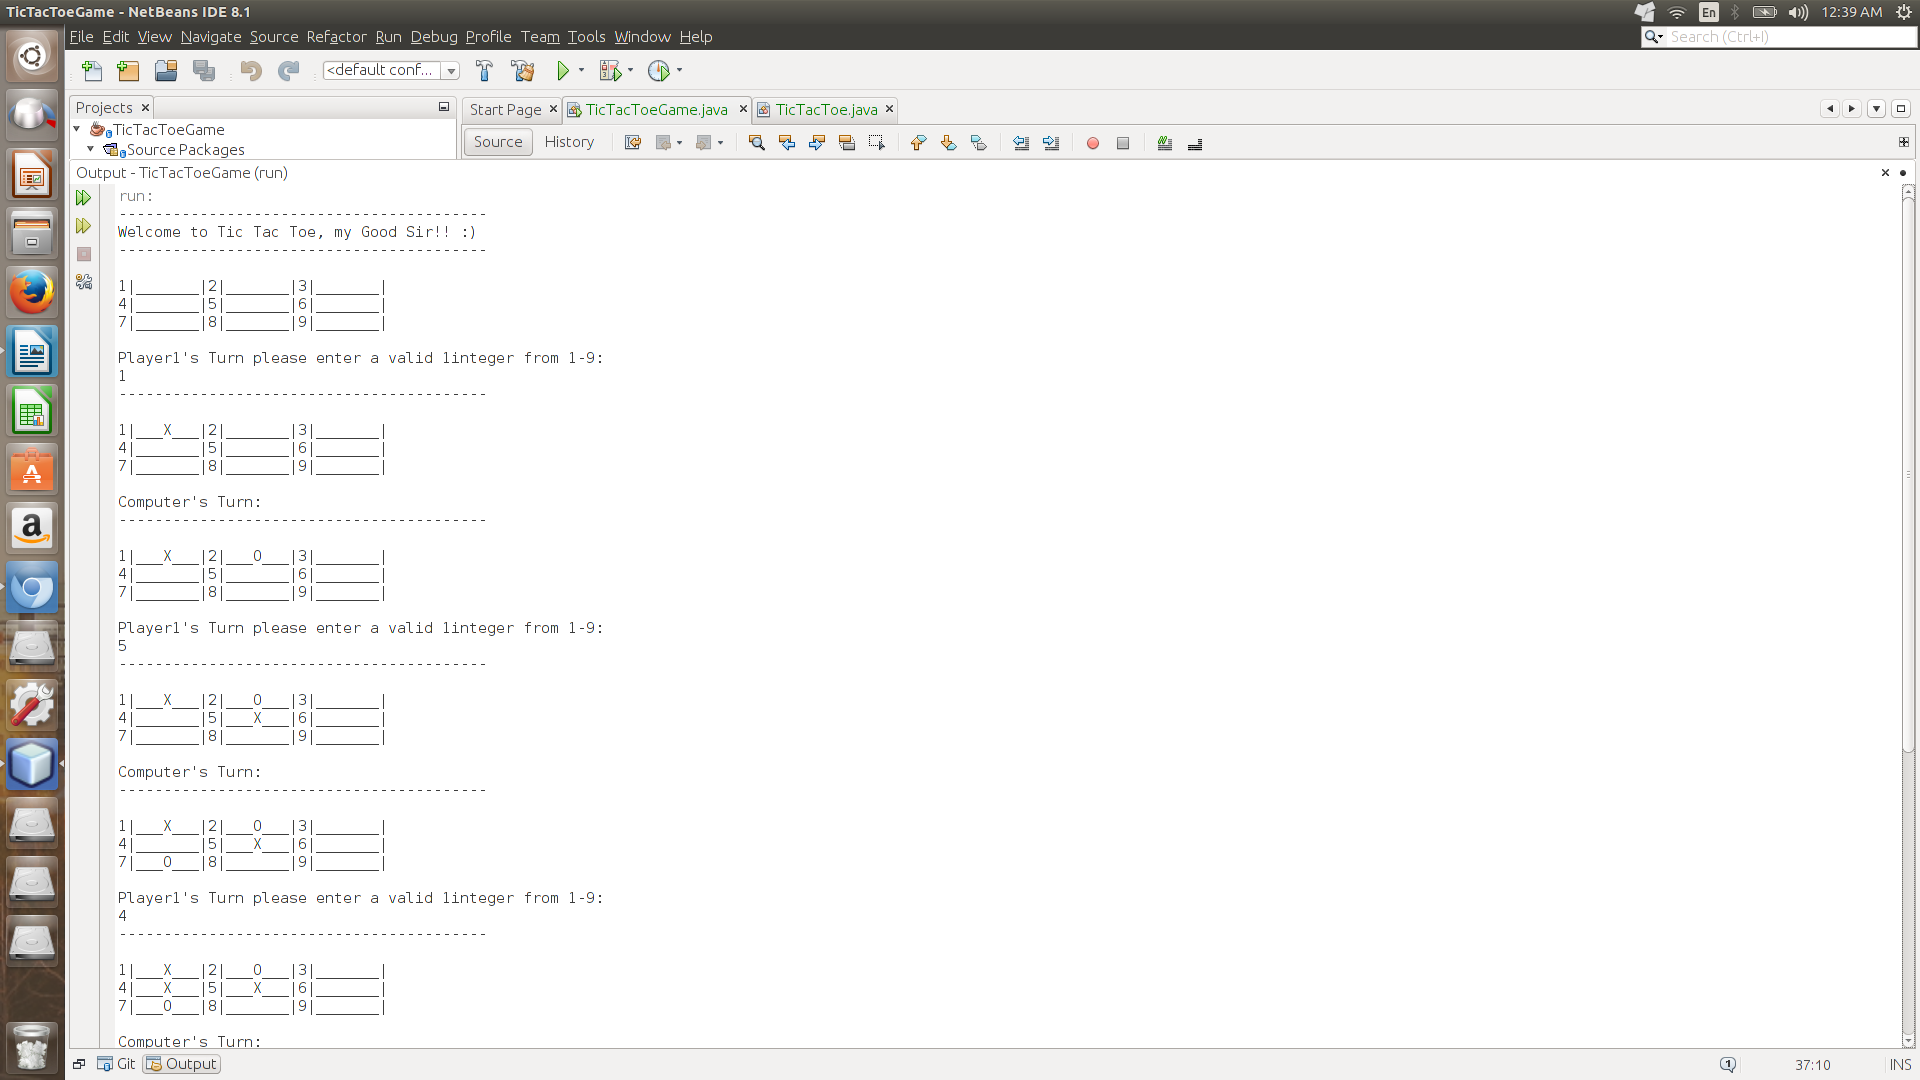 TicTacToeGame - NetBeans IDE 8.1
En
12:39 AM
File Edit View Navigate Source Refactor Run Debug Profile Team Tools Window Help
Search (Ctrl+I)
<default conf...
Projects
Start Page
TicTacToeGame.java
TicTacToe.java
TicTacToeGame
Source Packages
Source
History
Output - TicTacToeGame (run)
run:
-----------------------------------------
Welcome to Tic Tac Toe, my Good Sir!! :)
-----------------------------------------
1|_______|2|_______|3|_______|
4|_______|5|_______|6|_______|
7|_______|8|_______|9|_______|
Player1's Turn please enter a valid 1integer from 1-9:
1
-----------------------------------------
1|___X___|2|_______|3|_______|
4|_______|5|_______|6|_______|
7|_______|8|_______|9|_______|
Computer's Turn:
-----------------------------------------
1|___X___|2|___O___|3|_______|
4|_______|5|_______|6|_______|
7|_______|8|_______|9|_______|
Player1's Turn please enter a valid 1integer from 1-9:
5
-----------------------------------------
1|___X___|2|___O___|3|_______|
4|_______|5|___X___|6|_______|
7|_______|8|_______|9|_______|
Computer's Turn:
-----------------------------------------
1|___X___|2|___O___|3|_______|
4|_______|5|___X___|6|_______|
7|___O___|8|_______|9|_______|
Player1's Turn please enter a valid 1integer from 1-9:
4
-----------------------------------------
1|___X___|2|___O___|3|_______|
4|___X___|5|___X___|6|_______|
7|___O___|8|_______|9|_______|
Computer's Turn:
Git
Output
1
37:10
INS